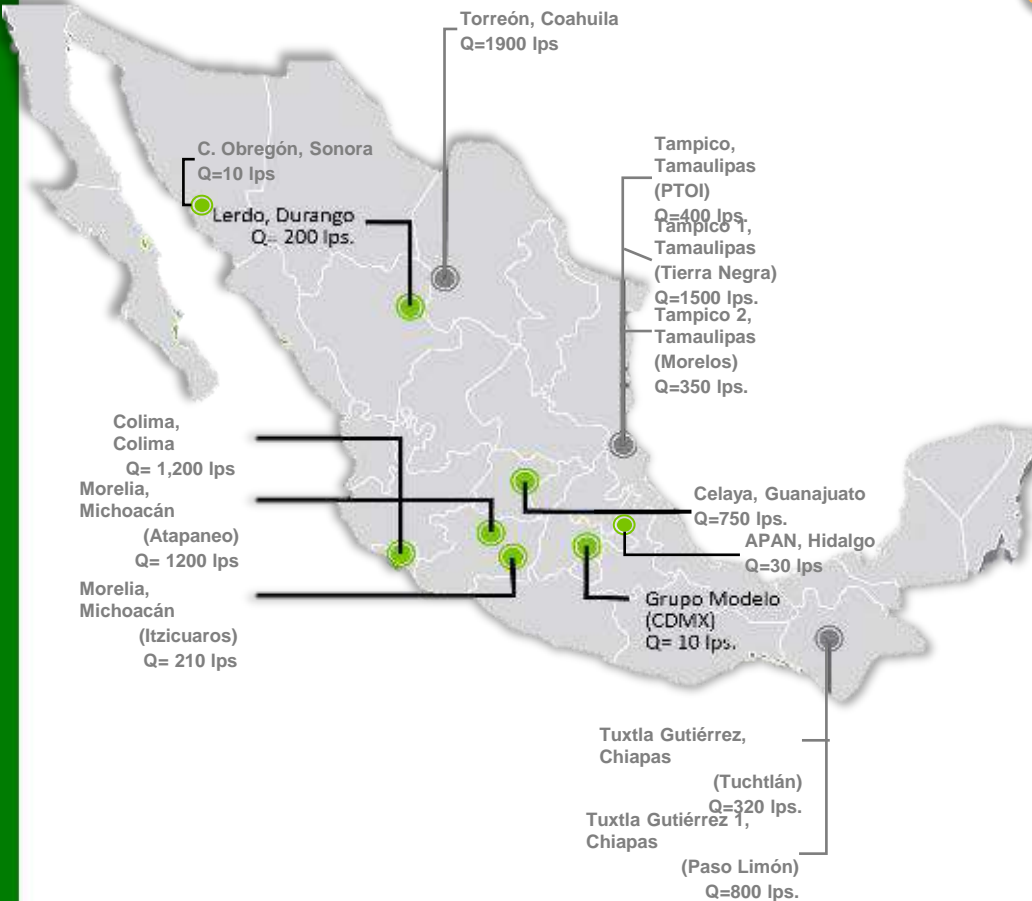 Torreón, Coahuila
Q=1900 lps
C. Obregón, Sonora
Q=10 lps
Lerdo, Durango
Q= 200 lps.
Tampico,
Tamaulipas
(PTOI)
Q=400 lps.
Tampico 1,
Tamaulipas
(Tierra Negra)
Q=1500 lps.
Tampico 2,
Tamaulipas
(Morelos)
Q=350 lps.
Colima,
Colima
Q= 1,200 lps
Morelia,
Michoacán
(Atapaneo)
Q= 1200 lps
Morelia,
Michoacán
(Itzicuaros)
Q= 210 lps
Celaya, Guanajuato
Q=750 lps.
APAN, Hidalgo
Q=30 lps
Grupo Modelo
(CDMX)
Q= 10 lps.
Tuxtla Gutiérrez,
Chiapas
(Tuchtlán)
Q=320 lps.
Tuxtla Gutiérrez 1,
Chiapas
(Paso Limón)
Q=800 lps.